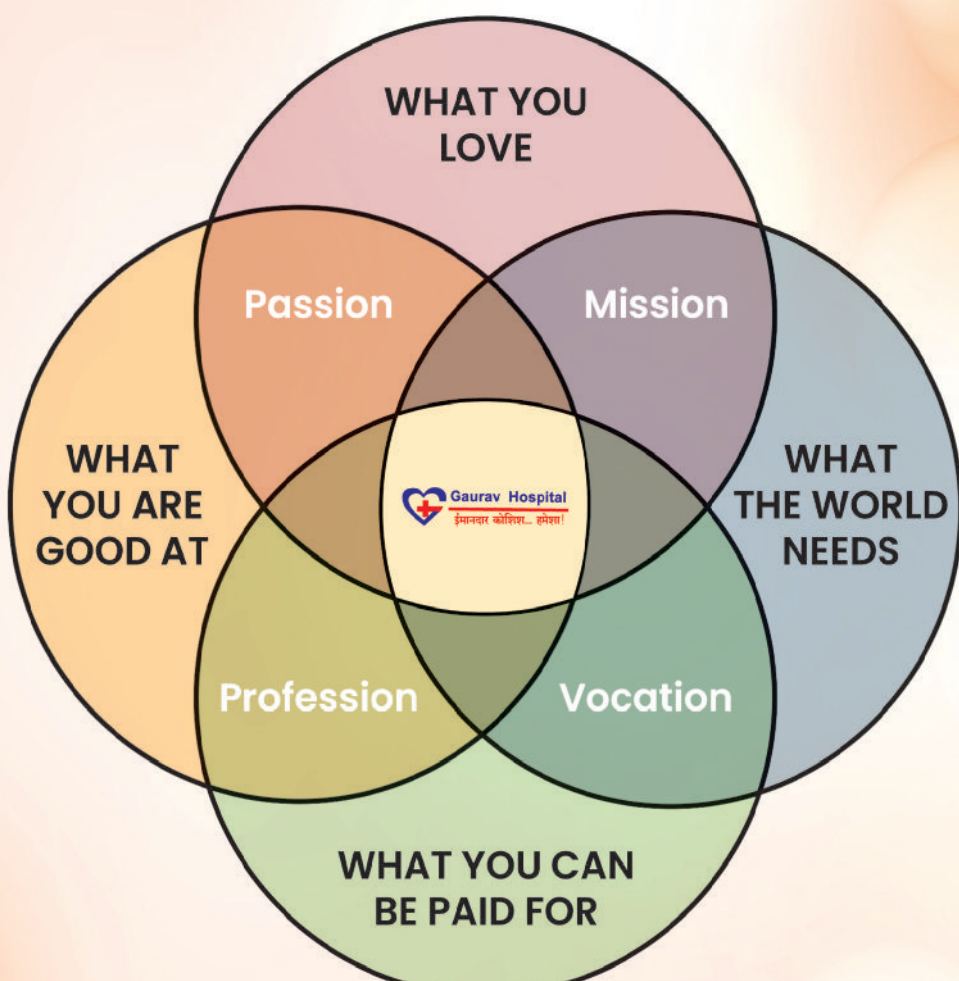 WHAT YOU
LOVE
Passion
Mission
WHAT
YOU ARE
GOOD AT
Gaurav Hospital
ईमानदार कोशिश... हमेशा!
WHAT
THE WORLD
NEEDS
Profession
Vocation
WHAT YOU CAN
BE PAID FOR